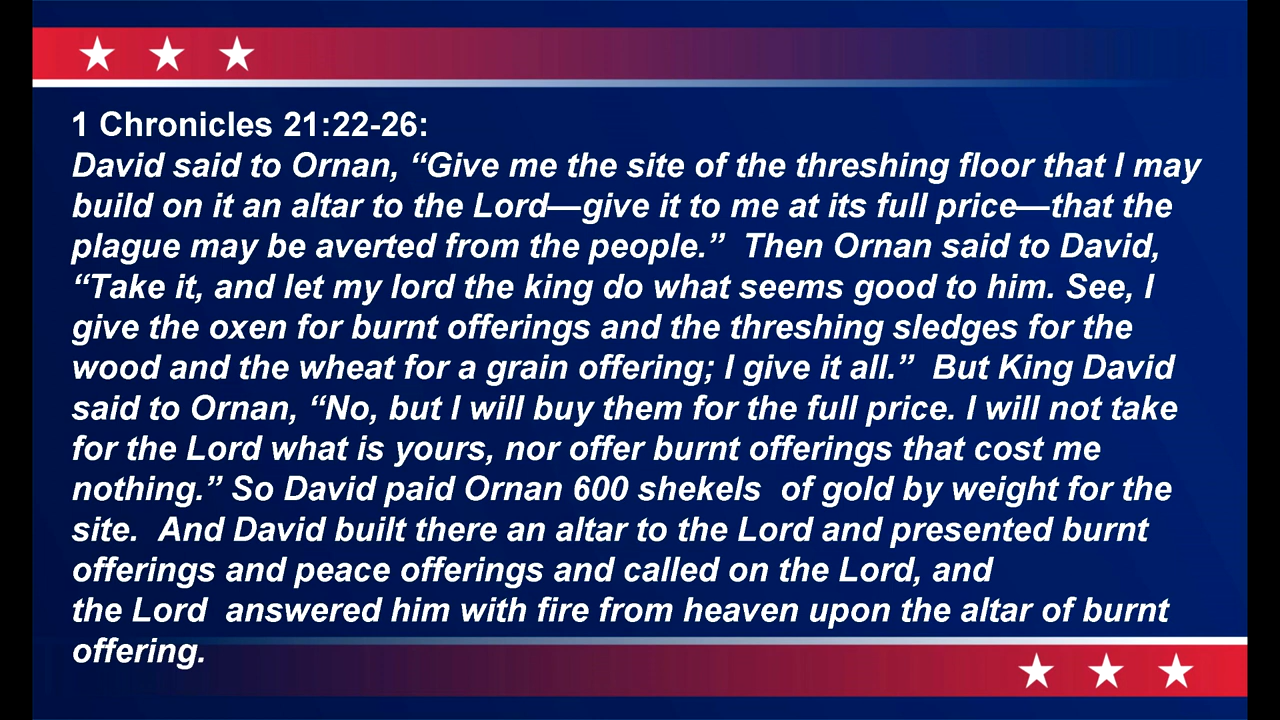 1 Chronicles 21:22-26:
David said to Ornan, “Give me the site of the threshing floor that I may
build on it an altar to the Lord—give it to me at its full price—that the
plague may be averted from the people.”  Then Ornan said to David,
“Take it, and let my lord the king do what seems good to him. See, I
give the oxen for burnt offerings and the threshing sledges for the
wood and the wheat for a grain offering; I give it all.”  But King David
said to Ornan, “No, but I will buy them for the full price. I will not take
for the Lord what is yours, nor offer burnt offerings that cost me
nothing.” So David paid Ornan 600 shekels  of gold by weight for the
site.  And David built there an altar to the Lord and presented burnt
offerings and peace offerings and called on the Lord, and
the Lord  answered him with fire from heaven upon the altar of burnt
offering.